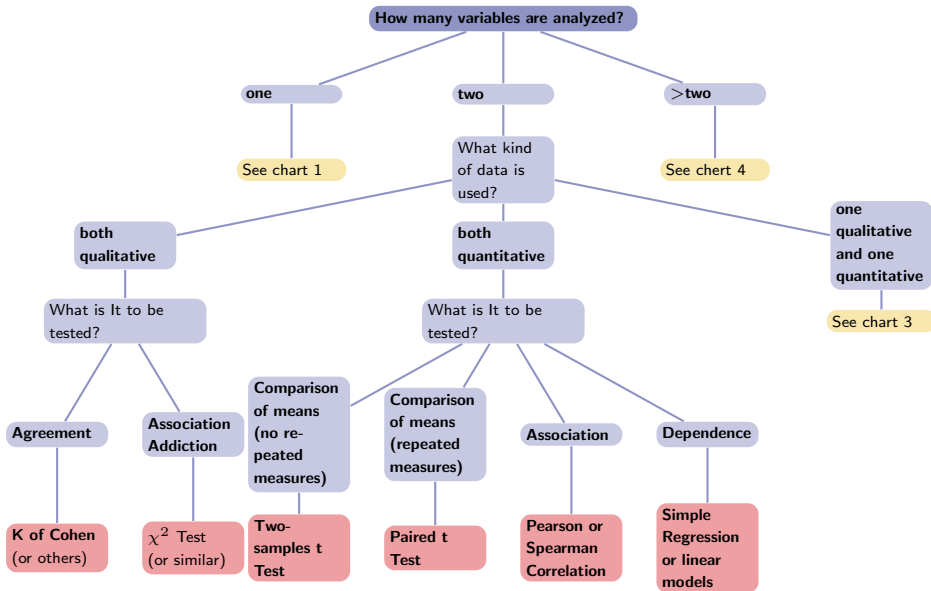 How many variables are analyzed?
one
two
>two
See chart 1
What kind
of data is
used?
See chert 4
both
qualitative
both
quantitative
one
qualitative
and one
quantitative
What is It to be
tested?
What is It to be
tested?
See chart 3
Agreement
Association
Addiction
Comparison
of means
(no re-
peated
measures)
Comparison
of means
(repeated
measures)
Association
Dependence
K of Cohen
(or others)
χ² Test
(or similar)
Two-
samples t
Test
Paired t
Test
Pearson or
Spearman
Correlation
Simple
Regression
or linear
models